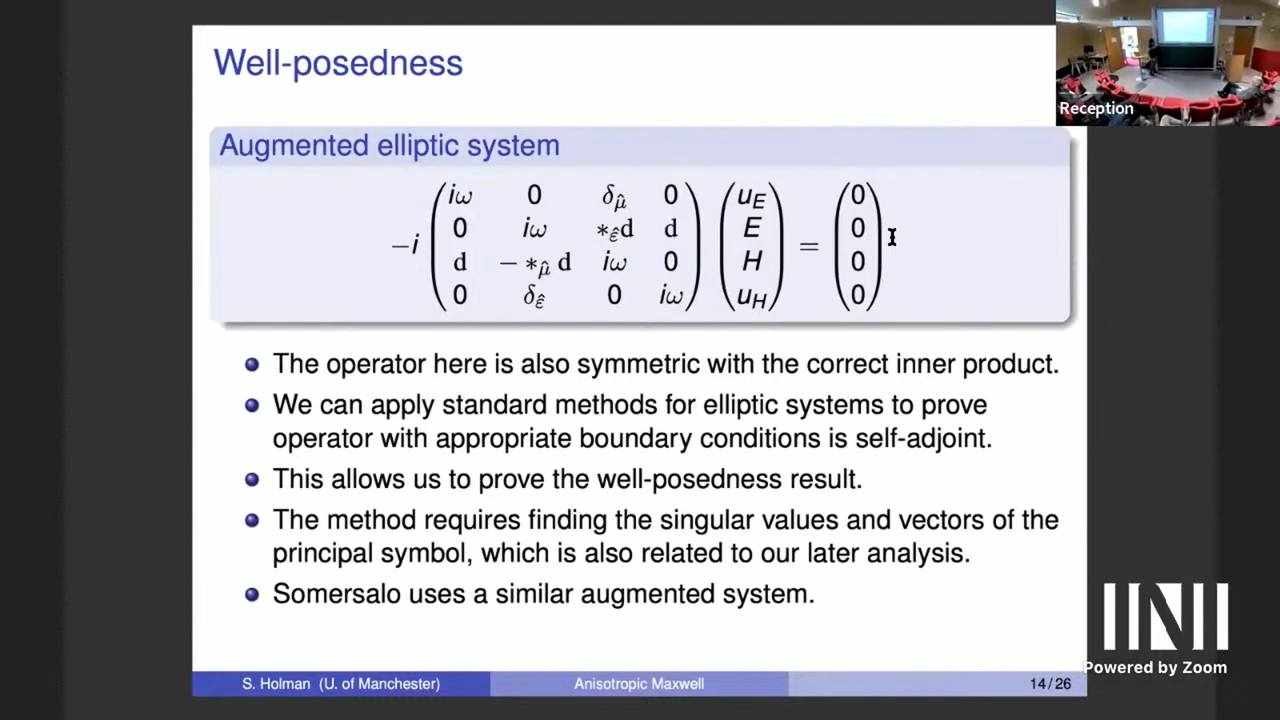 Well-posedness
Reception
Augmented elliptic system
−i ( iω 0 δ_μ̂ 0 ) ( u_E ) = ( 0 )
( 0 iω *_ε̂ d d ) ( E ) ( 0 )
( d − *_μ̂ d iω 0 ) ( H ) ( 0 )
( 0 δ_ε̂ 0 iω ) ( u_H ) ( 0 )
The operator here is also symmetric with the correct inner product.
We can apply standard methods for elliptic systems to prove
operator with appropriate boundary conditions is self-adjoint.
This allows us to prove the well-posedness result.
The method requires finding the singular values and vectors of the
principal symbol, which is also related to our later analysis.
Somersalo uses a similar augmented system.
Powered by Zoom
S. Holman (U. of Manchester) Anisotropic Maxwell 14 / 26